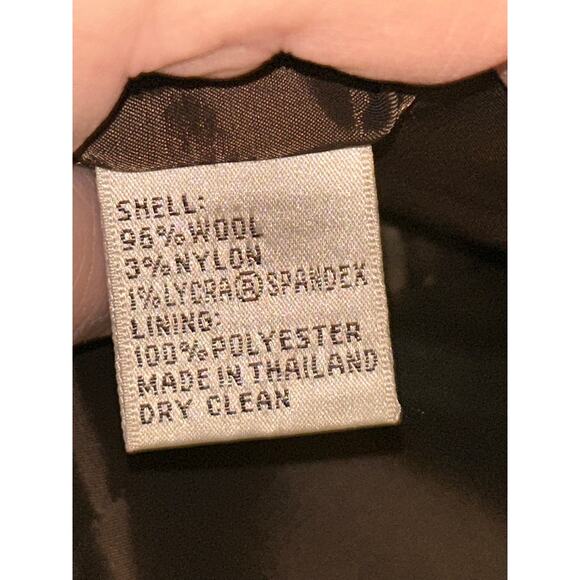 SHELL:
96% WOOL
3% NYLON
1% LYCRA® SPANDEX
LINING:
100% POLYESTER
MADE IN THAILAND
DRY CLEAN